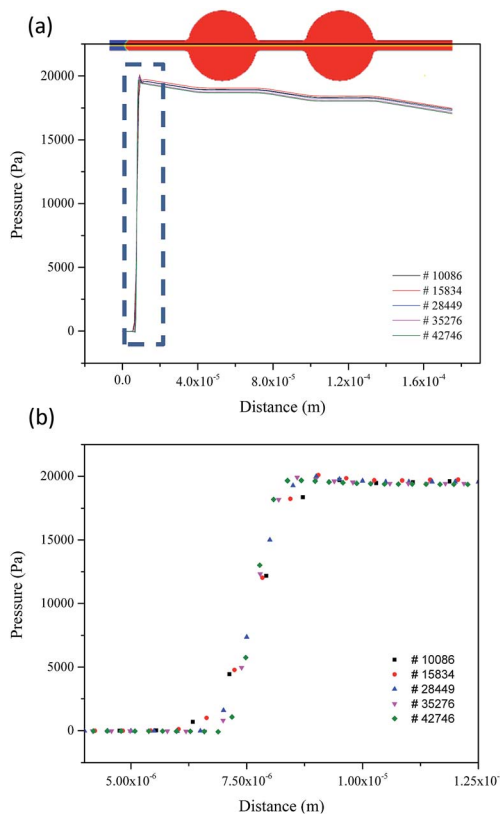 (a)
20000
15000
10000
5000
0
Pressure (Pa)
# 10086
# 15834
# 28449
# 35276
# 42746
0.0 4.0x10⁻⁵ 8.0x10⁻⁵ 1.2x10⁻⁴ 1.6x10⁻⁴
Distance (m)
(b)
20000
15000
10000
5000
0
Pressure (Pa)
# 10086
# 15834
# 28449
# 35276
# 42746
5.00x10⁻⁶ 7.50x10⁻⁶ 1.00x10⁻⁵ 1.25x10⁻
Distance (m)